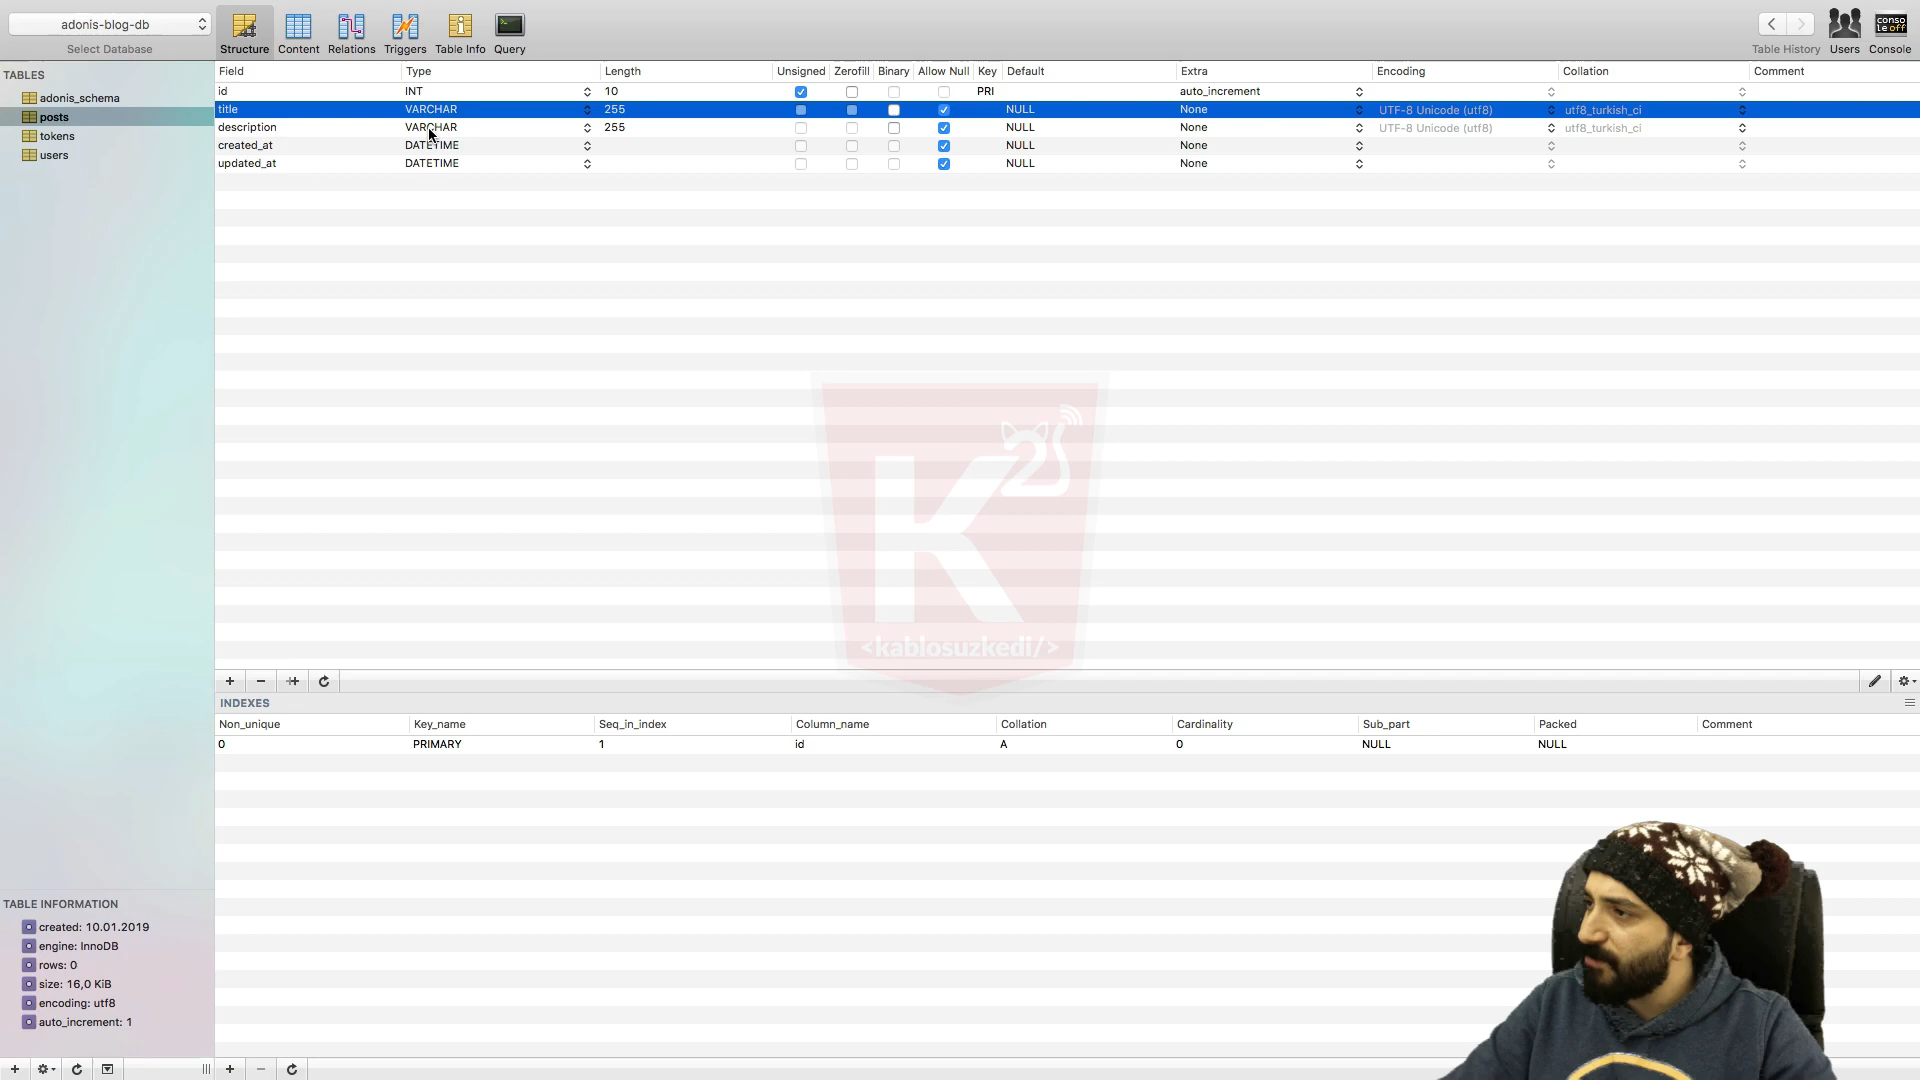 adonis-blog-db
Select Database
Structure
Content
Relations
Triggers
Table Info
Query
Table History
Users
Console
conso
le off
TABLES
adonis_schema
posts
tokens
users
Field Type Length Unsigned Zerofill Binary Allow Null Key Default Extra Encoding Collation Comment
id INT 10 PRI auto_increment
title VARCHAR 255 NULL None UTF-8 Unicode (utf8) utf8_turkish_ci
description VARCHAR 255 NULL None UTF-8 Unicode (utf8) utf8_turkish_ci
created_at DATETIME NULL None
updated_at DATETIME NULL None
K2
<kablosuzkedi/>
INDEXES
Non_unique Key_name Seq_in_index Column_name Collation Cardinality Sub_part Packed Comment
0 PRIMARY 1 id A 0 NULL NULL
TABLE INFORMATION
created: 10.01.2019
engine: InnoDB
rows: 0
size: 16,0 KiB
encoding: utf8
auto_increment: 1